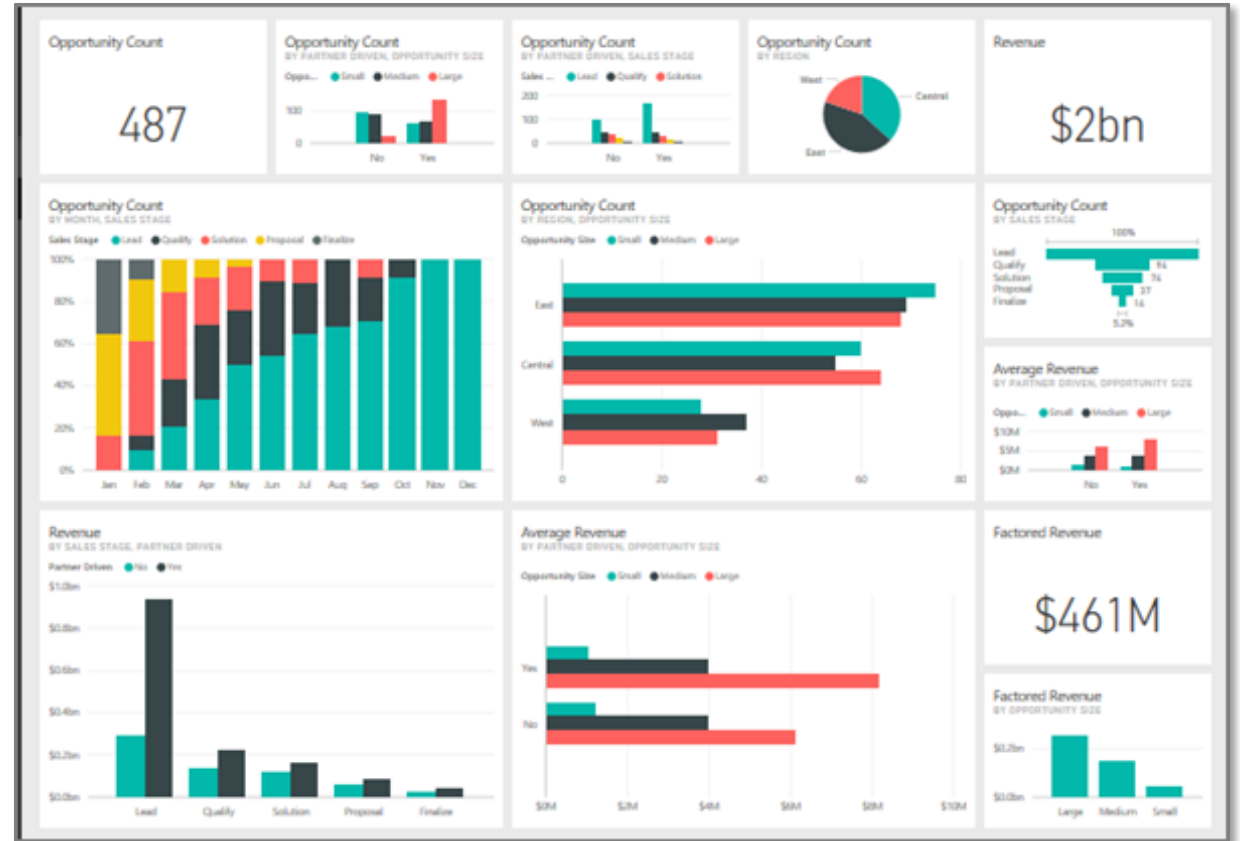 Opportunity Count
487
Opportunity Count
BY PARTNER DRIVEN, OPPORTUNITY SIZE
Oppo... Small Medium Large
100
0
No Yes
Opportunity Count
BY PARTNER DRIVEN, SALES STAGE
Sales ... Lead Qualify Solution
200
100
0
No Yes
Opportunity Count
BY REGION
West
Central
East
Revenue
$2bn
Opportunity Count
BY MONTH, SALES STAGE
Sales Stage Lead Qualify Solution Proposal Finalize
100%
80%
60%
40%
20%
0%
Jan Feb Mar Apr May Jun Jul Aug Sep Oct Nov Dec
Opportunity Count
BY REGION, OPPORTUNITY SIZE
Opportunity Size Small Medium Large
East
Central
West
0 20 40 60 80
Opportunity Count
BY SALES STAGE
100%
Lead
Qualify 94
Solution 74
Proposal 37
Finalize 14
5.2%
Average Revenue
BY PARTNER DRIVEN, OPPORTUNITY SIZE
Oppo... Small Medium Large
$10M
$5M
$0M
No Yes
Revenue
BY SALES STAGE, PARTNER DRIVEN
Partner Driven No Yes
$1.0bn
$0.8bn
$0.6bn
$0.4bn
$0.2bn
$0.0bn
Lead Qualify Solution Proposal Finalize
Average Revenue
BY PARTNER DRIVEN, OPPORTUNITY SIZE
Opportunity Size Small Medium Large
Yes
No
$0M $2M $4M $6M $8M $10M
Factored Revenue
$461M
Factored Revenue
BY OPPORTUNITY SIZE
$0.2bn
$0.0bn
Large Medium Small